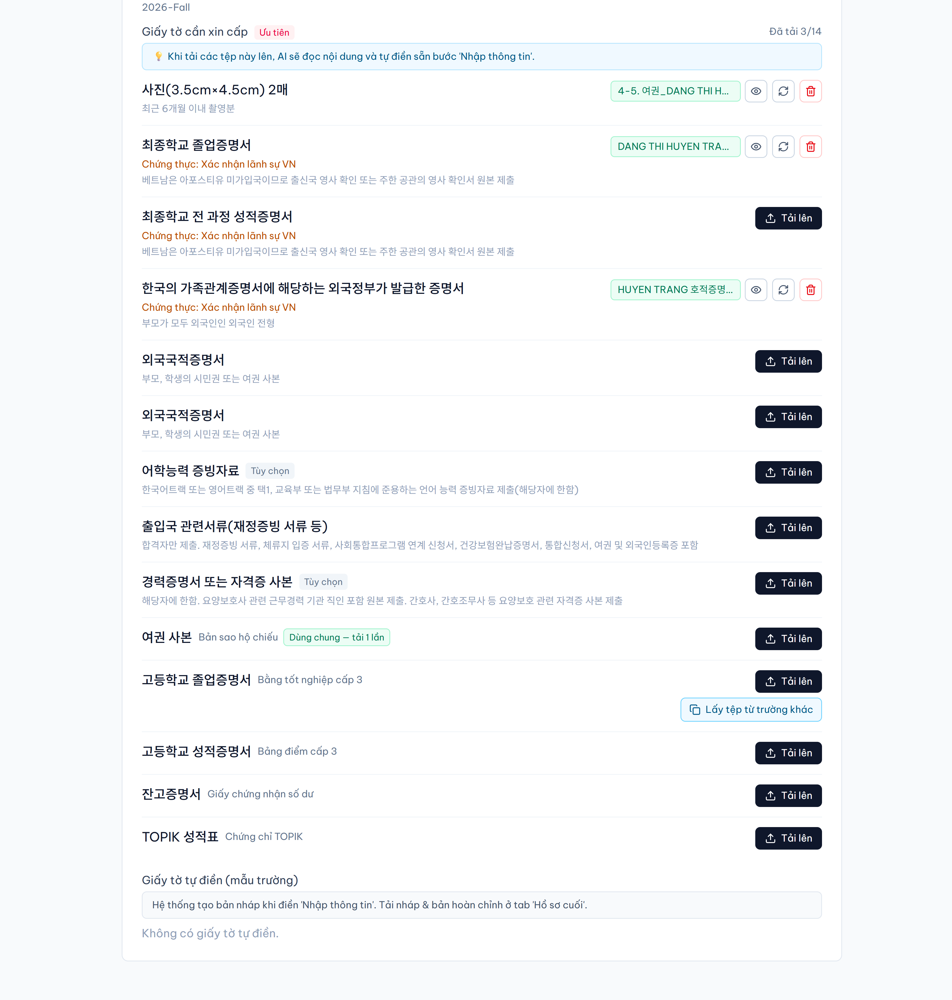 2026-Fall
Giấy tờ cần xin cấp Ưu tiên Đã tải 3/14
💡 Khi tải các tệp này lên, AI sẽ đọc nội dung và tự điền sẵn bước 'Nhập thông tin'.
사진(3.5cm×4.5cm) 2매 4-5. 여권_DANG THI H...
최근 6개월 이내 촬영분
최종학교 졸업증명서 DANG THI HUYEN TRA...
Chứng thực: Xác nhận lãnh sự VN
베트남은 아포스티유 미가입국이므로 출신국 영사 확인 또는 주한 공관의 영사 확인서 원본 제출
최종학교 전 과정 성적증명서 Tải lên
Chứng thực: Xác nhận lãnh sự VN
베트남은 아포스티유 미가입국이므로 출신국 영사 확인 또는 주한 공관의 영사 확인서 원본 제출
한국의 가족관계증명서에 해당하는 외국정부가 발급한 증명서 HUYEN TRANG 호적증명...
Chứng thực: Xác nhận lãnh sự VN
부모가 모두 외국인인 외국인 전형
외국국적증명서 Tải lên
부모, 학생의 시민권 또는 여권 사본
외국국적증명서 Tải lên
부모, 학생의 시민권 또는 여권 사본
어학능력 증빙자료 Tùy chọn Tải lên
한국어트랙 또는 영어트랙 중 택1, 교육부 또는 법무부 지침에 준용하는 언어 능력 증빙자료 제출(해당자에 한함)
출입국 관련서류(재정증빙 서류 등) Tải lên
합격자만 제출. 재정증빙 서류, 체류지 입증 서류, 사회통합프로그램 연계 신청서, 건강보험완납증명서, 통합신청서, 여권 및 외국인등록증 포함
경력증명서 또는 자격증 사본 Tùy chọn Tải lên
해당자에 한함. 요양보호사 관련 근무경력 기관 직인 포함 원본 제출. 간호사, 간호조무사 등 요양보호 관련 자격증 사본 제출
여권 사본 Bản sao hộ chiếu Dùng chung — tải 1 lần Tải lên
고등학교 졸업증명서 Bằng tốt nghiệp cấp 3 Tải lên
Lấy tệp từ trường khác
고등학교 성적증명서 Bảng điểm cấp 3 Tải lên
잔고증명서 Giấy chứng nhận số dư Tải lên
TOPIK 성적표 Chứng chỉ TOPIK Tải lên
Giấy tờ tự điền (mẫu trường)
Hệ thống tạo bản nháp khi điền 'Nhập thông tin'. Tải nháp & bản hoàn chỉnh ở tab 'Hồ sơ cuối'.
Không có giấy tờ tự điền.